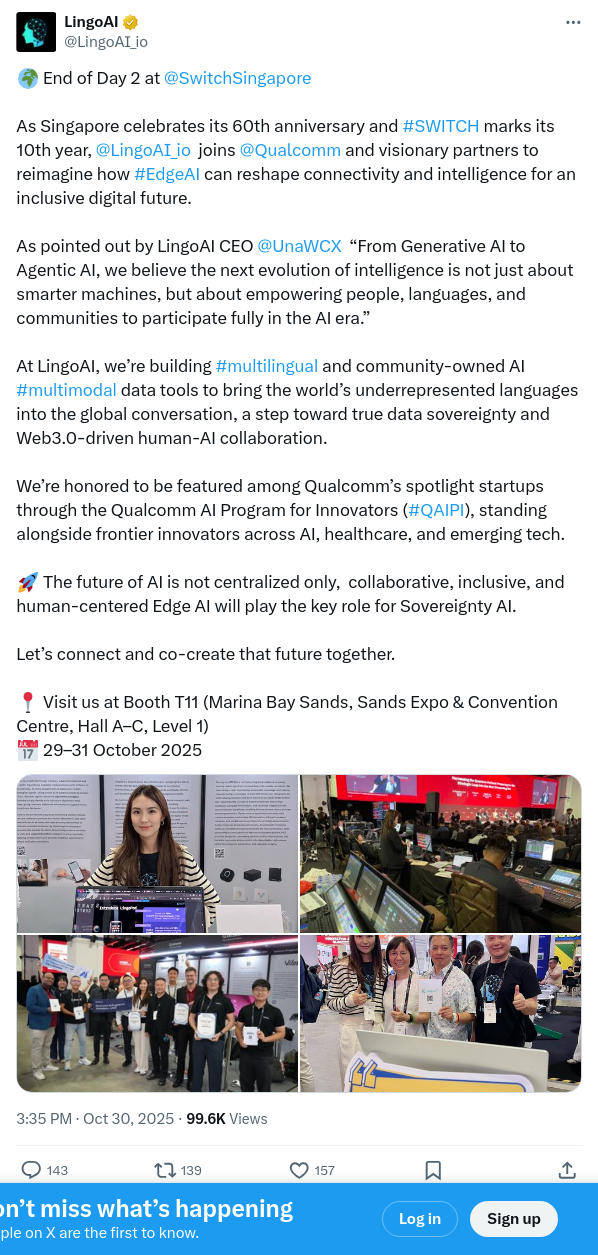 LingoAI
@LingoAI_io
End of Day 2 at @SwitchSingapore
As Singapore celebrates its 60th anniversary and #SWITCH marks its
10th year, @LingoAI_io joins @Qualcomm and visionary partners to
reimagine how #EdgeAI can reshape connectivity and intelligence for an
inclusive digital future.
As pointed out by LingoAI CEO @UnaWCX “From Generative AI to
Agentic AI, we believe the next evolution of intelligence is not just about
smarter machines, but about empowering people, languages, and
communities to participate fully in the AI era.”
At LingoAI, we’re building #multilingual and community-owned AI
#multimodal data tools to bring the world’s underrepresented languages
into the global conversation, a step toward true data sovereignty and
Web3.0-driven human-AI collaboration.
We’re honored to be featured among Qualcomm’s spotlight startups
through the Qualcomm AI Program for Innovators (#QAIPI), standing
alongside frontier innovators across AI, healthcare, and emerging tech.
🚀 The future of AI is not centralized only, collaborative, inclusive, and
human-centered Edge AI will play the key role for Sovereignty AI.
Let’s connect and co-create that future together.
📍 Visit us at Booth T11 (Marina Bay Sands, Sands Expo & Convention
Centre, Hall A–C, Level 1)
📅 29–31 October 2025
3:35 PM · Oct 30, 2025 · 99.6K Views
143 139 157
on’t miss what’s happening
ple on X are the first to know.
Log in
Sign up